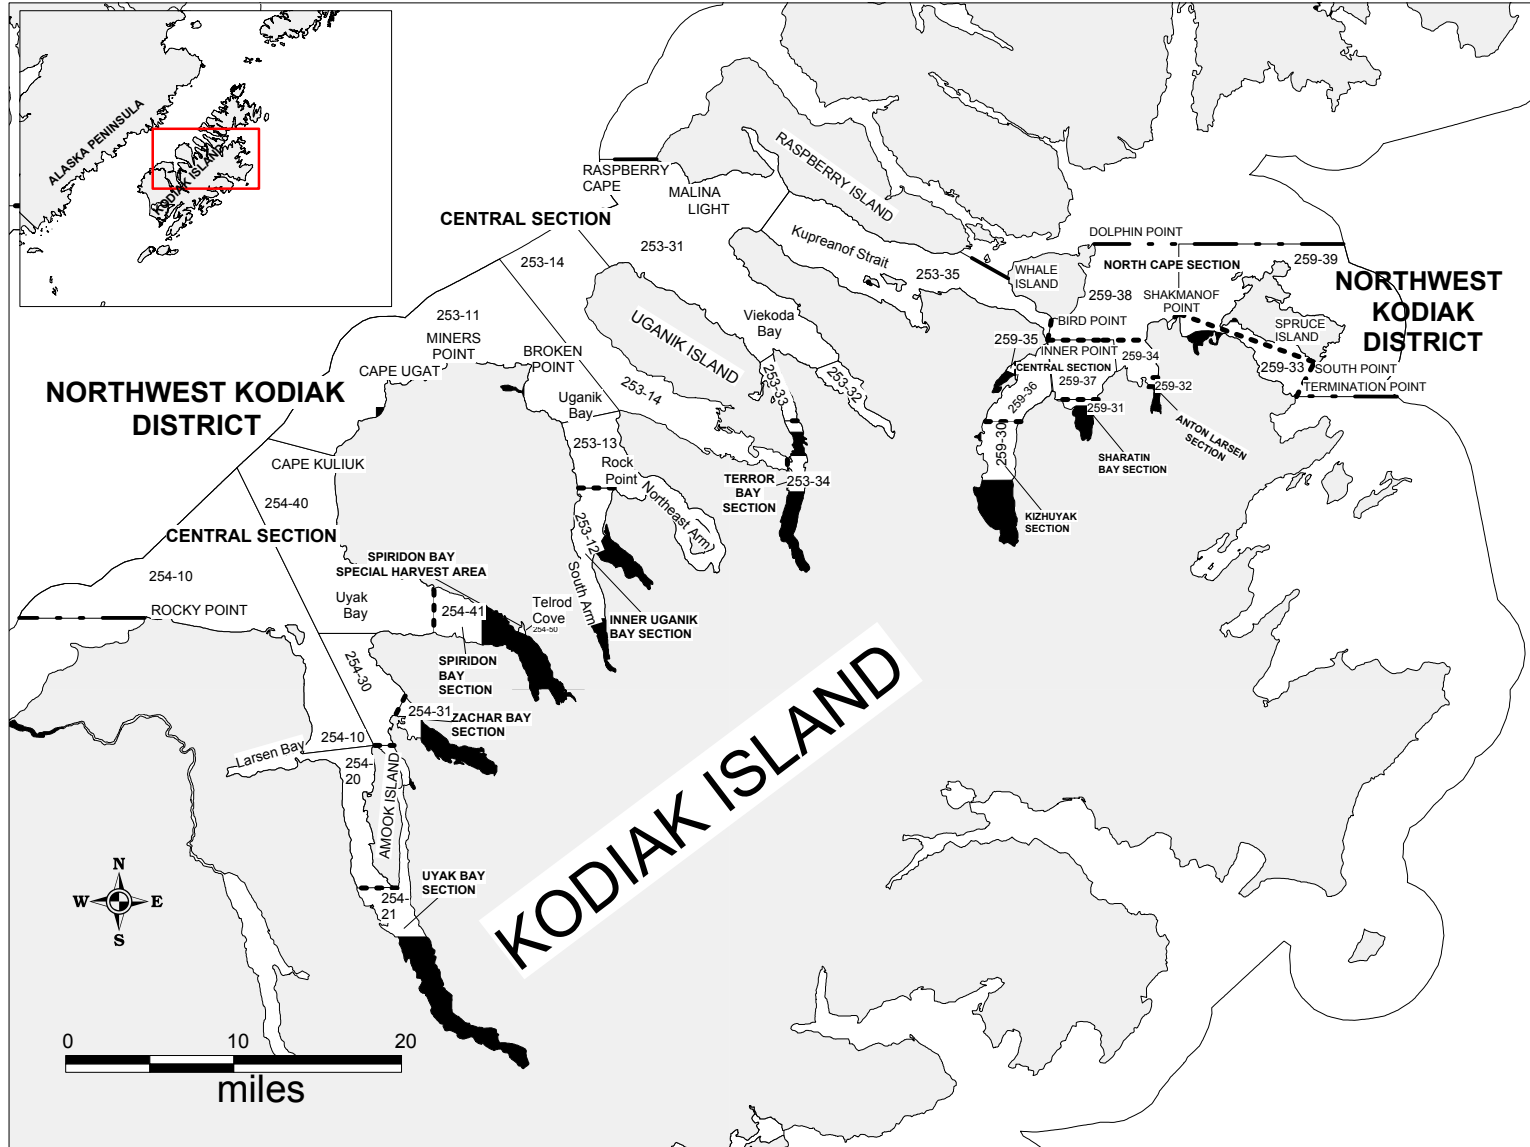 ALASKA PENINSULA
KODIAK ISLAND
RASPBERRY
CAPE
MALINA
LIGHT
RASPBERRY ISLAND
CENTRAL SECTION
253-14
253-31
Kupreanof Strait
253-35
WHALE
ISLAND
DOLPHIN POINT
NORTH CAPE SECTION
259-39
259-38
SHAKMANOF
POINT
NORTHWEST
KODIAK
DISTRICT
SPRUCE
ISLAND
BIRD POINT
259-35
INNER POINT
259-34
CENTRAL SECTION
259-33
SOUTH POINT
TERMINATION POINT
259-37
259-32
259-36
259-31
ANTON LARSEN
SECTION
SHARATIN
BAY SECTION
259-30
KIZHUYAK
SECTION
253-11
MINERS
POINT
BROKEN
POINT
CAPE UGAT
UGANIK ISLAND
Viekoda
Bay
253-33
253-32
253-14
NORTHWEST KODIAK
DISTRICT
Uganik
Bay
253-13
Rock
Point
Northeast Arm
TERROR
BAY
SECTION
253-34
CAPE KULIUK
254-40
CENTRAL SECTION
253-12
South Arm
SPIRIDON BAY
SPECIAL HARVEST AREA
254-10
ROCKY POINT
Uyak
Bay
254-41
Telrod
Cove
254-50
INNER UGANIK
BAY SECTION
SPIRIDON
BAY
SECTION
254-30
254-31
ZACHAR BAY
SECTION
254-10
Larsen Bay
254-
20
AMOOK ISLAND
UYAK BAY
SECTION
254-
21
KODIAK ISLAND
N
W
E
S
0
10
20
miles